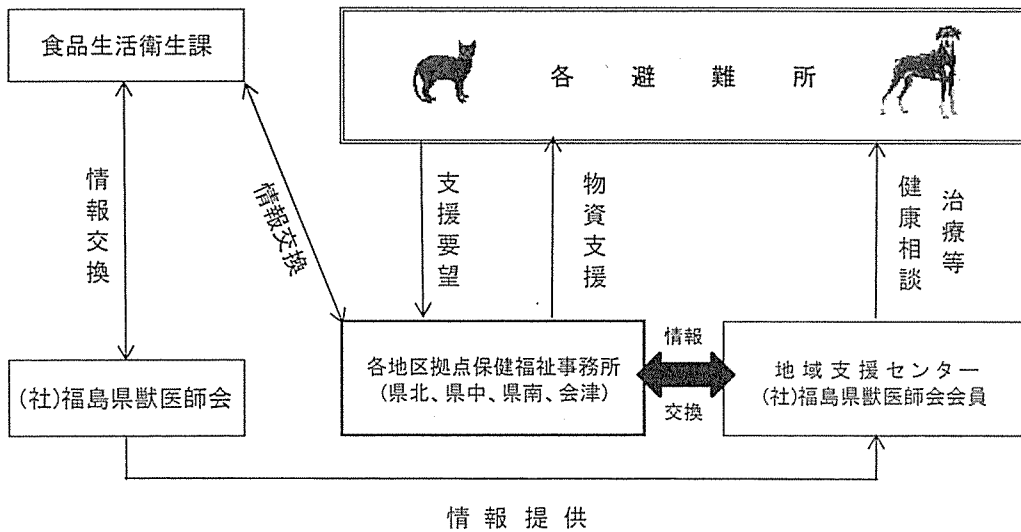 食品生活衛生課
各避難所
情報交換
情報交換
支援要望
物資支援
健康相談
治療等
(社)福島県獣医師会
各地区拠点保健福祉事務所
(県北、県中、県南、会津)
情報
交換
地域支援センター
(社)福島県獣医師会会員
情報提供